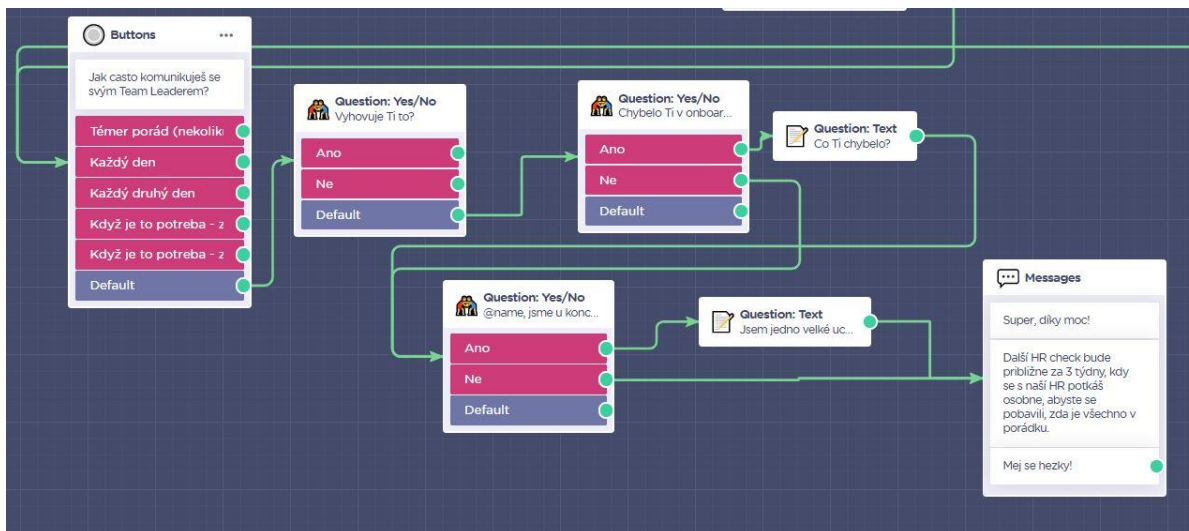 Buttons
Jak casto komunikuješ se
svým Team Leaderem?
Témer porád (nekolik
Každý den
Každý druhý den
Když je to potreba - z
Když je to potreba - z
Default
Question: Yes/No
Vyhovuje Ti to?
Ano
Ne
Default
Question: Yes/No
Chybelo Ti v onboar...
Ano
Ne
Default
Question: Text
Co Ti chybelo?
Question: Yes/No
@name, jsme u konc...
Ano
Ne
Default
Question: Text
Jsem jedno velké uc...
Messages
Super, díky moc!
Další HR check bude
približne za 3 týdny, kdy
se s naší HR potkáš
osobne, abyste se
pobavili, zda je všechno v
porádku.
Mej se hezky!